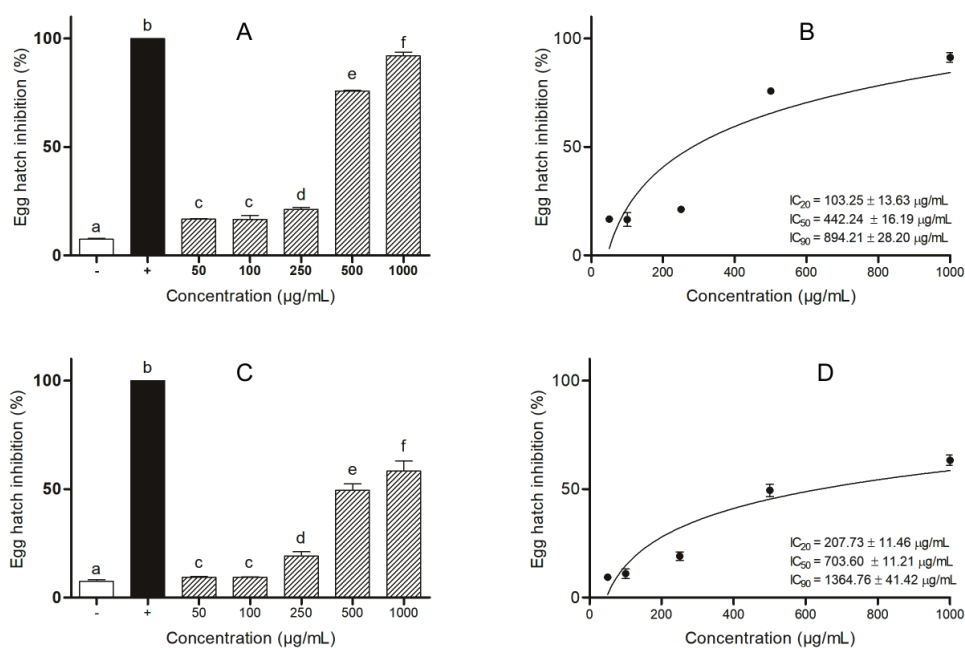 A
Egg hatch inhibition (%)
100
50
0
a
b
c
c
d
e
f
-
+
50
100
250
500
1000
Concentration (µg/mL)
B
Egg hatch inhibition (%)
100
50
0
IC20 = 103.25 ± 13.63 µg/mL
IC50 = 442.24 ± 16.19 µg/mL
IC90 = 894.21 ± 28.20 µg/mL
0
200
400
600
800
1000
Concentration (µg/mL)
C
Egg hatch inhibition (%)
100
50
0
a
b
c
c
d
e
f
-
+
50
100
250
500
1000
Concentration (µg/mL)
D
Egg hatch inhibition (%)
100
50
0
IC20 = 207.73 ± 11.46 µg/mL
IC50 = 703.60 ± 11.21 µg/mL
IC90 = 1364.76 ± 41.42 µg/mL
0
200
400
600
800
1000
Concentration (µg/mL)